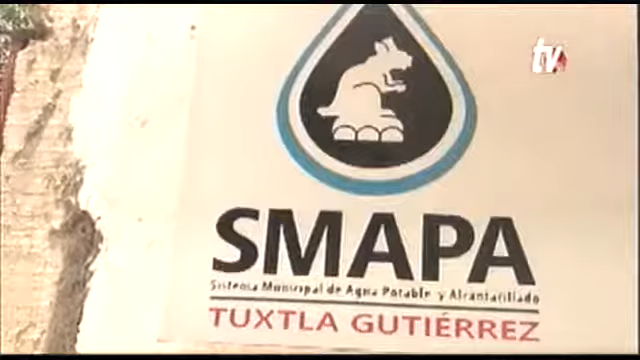 tv
SMAPA
Sistema Municipal de Agua Potable y Alcantarillado
TUXTLA GUTIÉRREZ